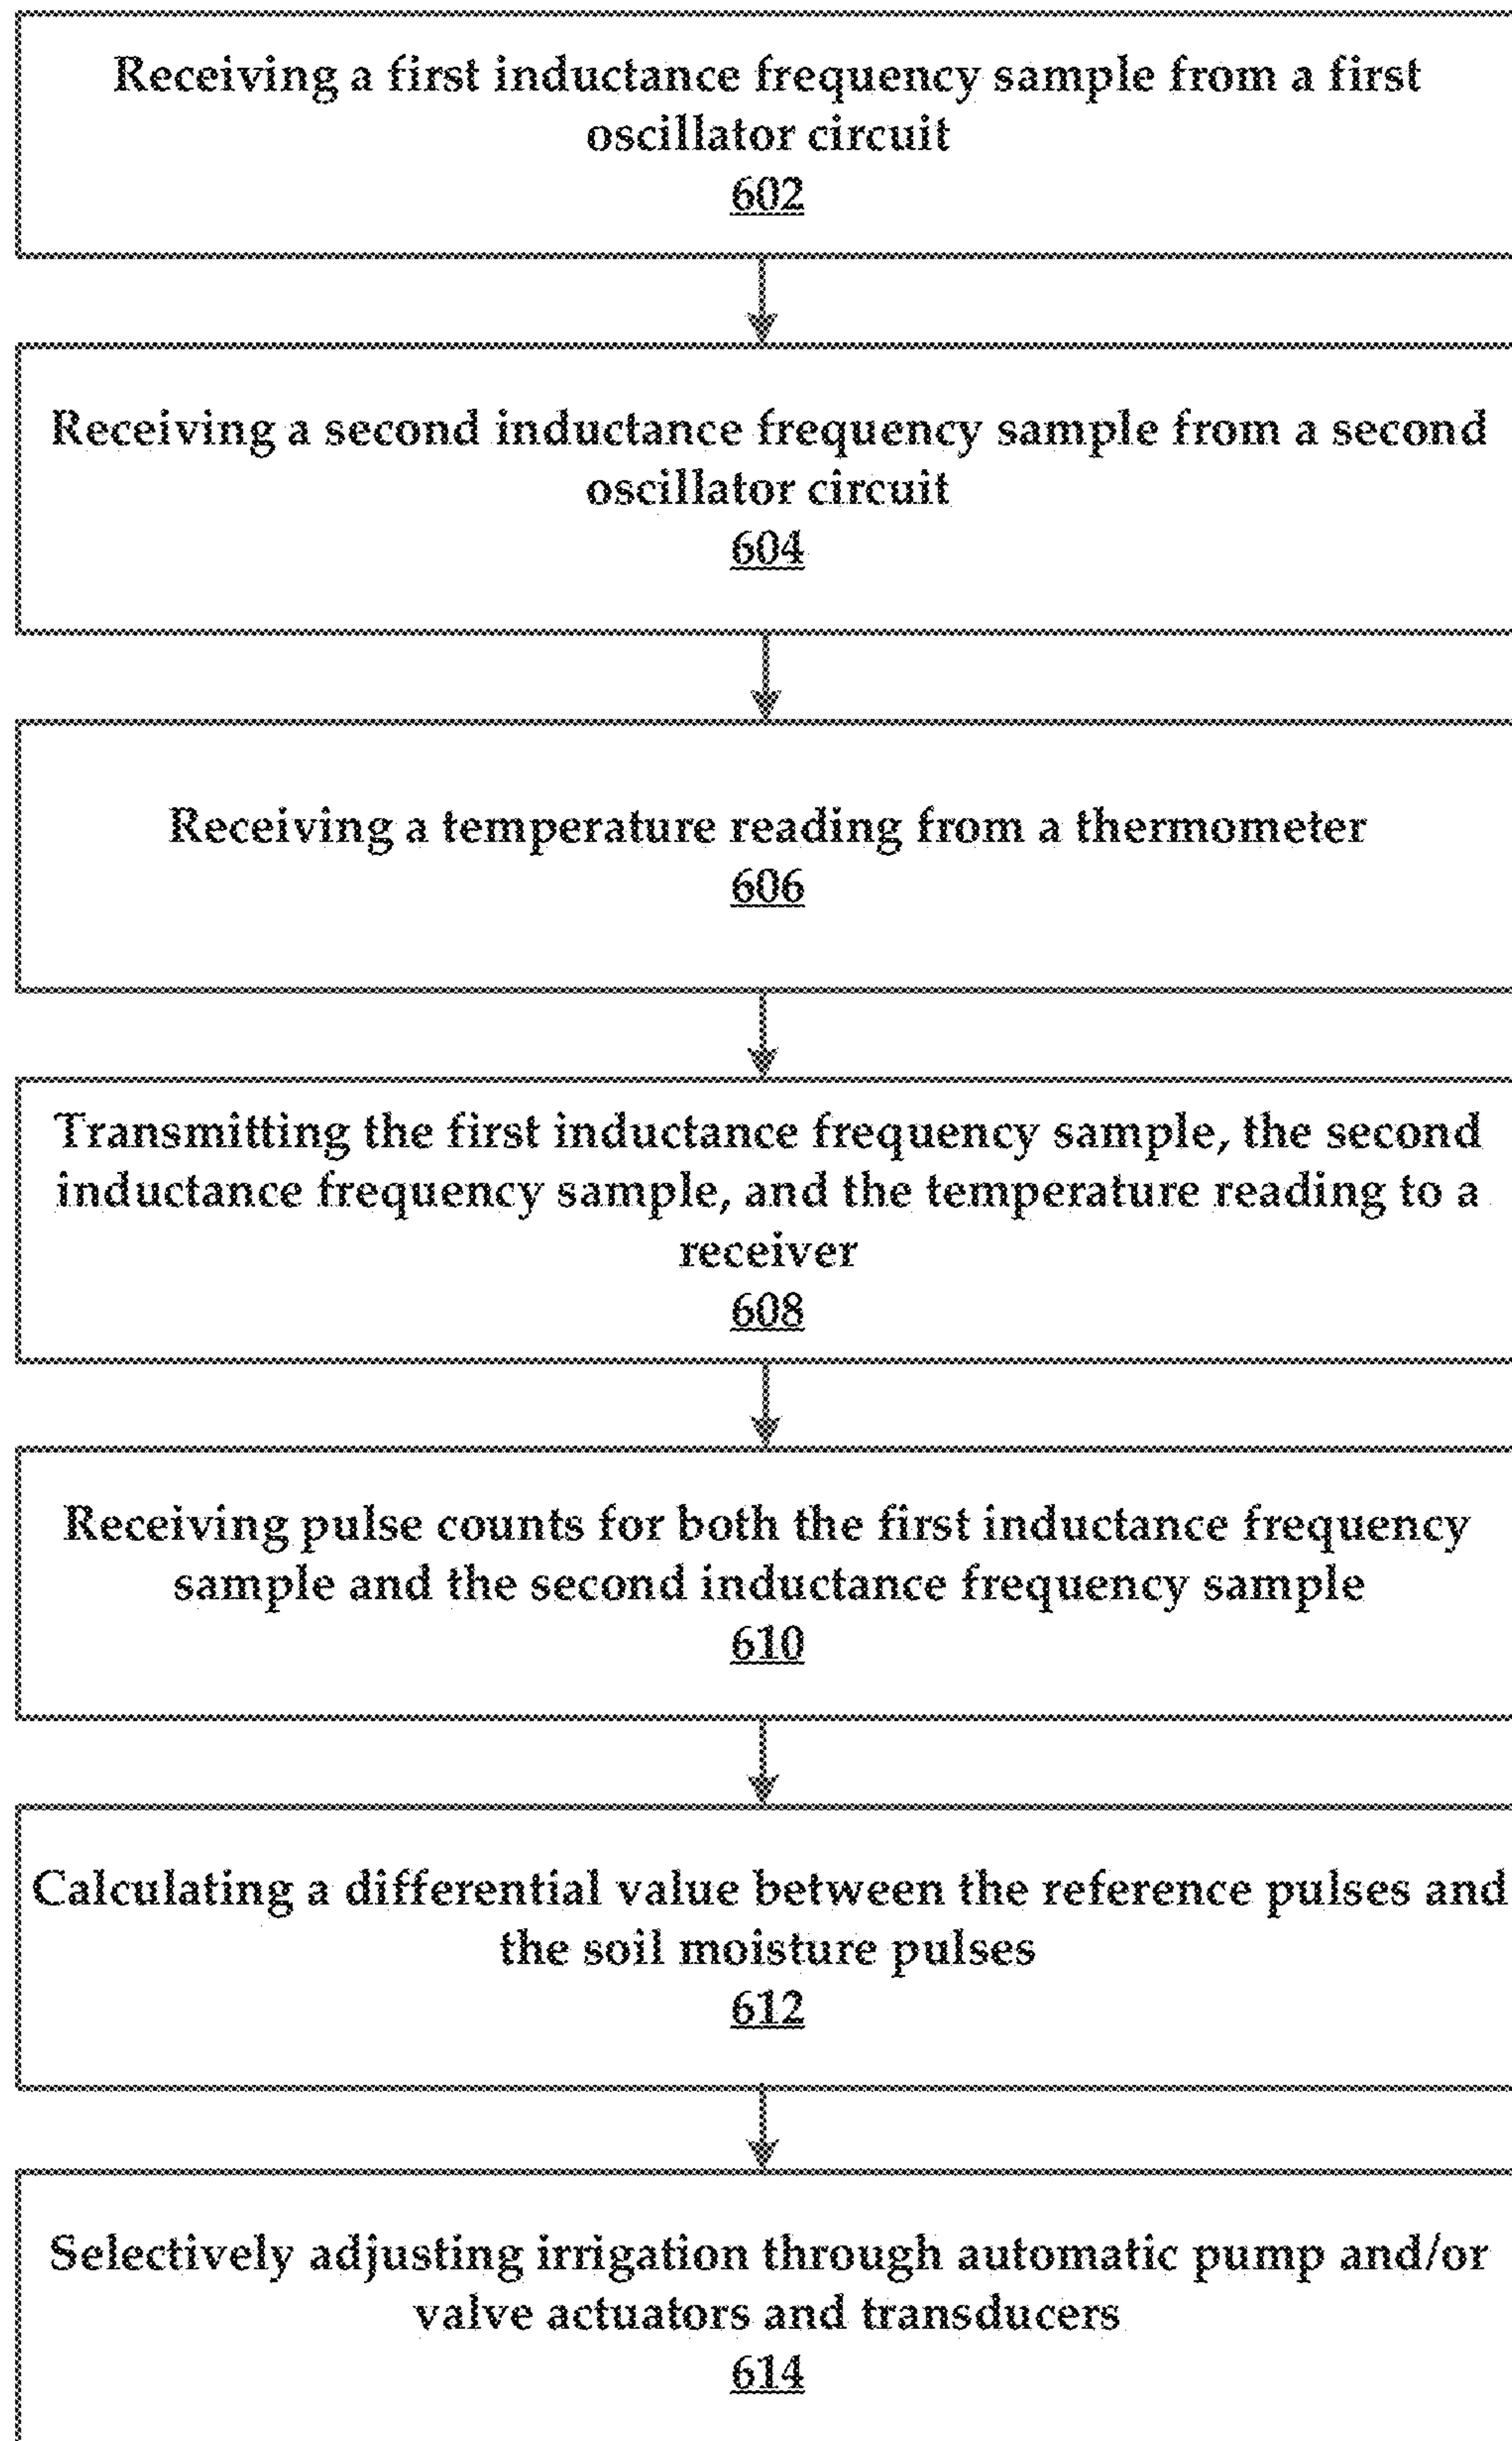 Receiving a first inductance frequency sample from a first
oscillator circuit
602
Receiving a second inductance frequency sample from a second
oscillator circuit
604
Receiving a temperature reading from a thermometer
606
Transmitting the first inductance frequency sample, the second
inductance frequency sample, and the temperature reading to a
receiver
608
Receiving pulse counts for both the first inductance frequency
sample and the second inductance frequency sample
610
Calculating a differential value between the reference pulses and
the soil moisture pulses
612
Selectively adjusting irrigation through automatic pump and/or
valve actuators and transducers
614